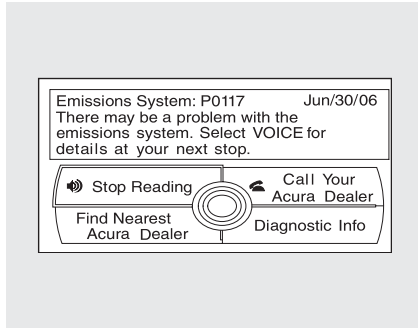 Emissions System: P0117 Jun/30/06
There may be a problem with the
emissions system. Select VOICE for
details at your next stop.
Stop Reading
Call Your
Acura Dealer
Find Nearest
Acura Dealer
Diagnostic Info